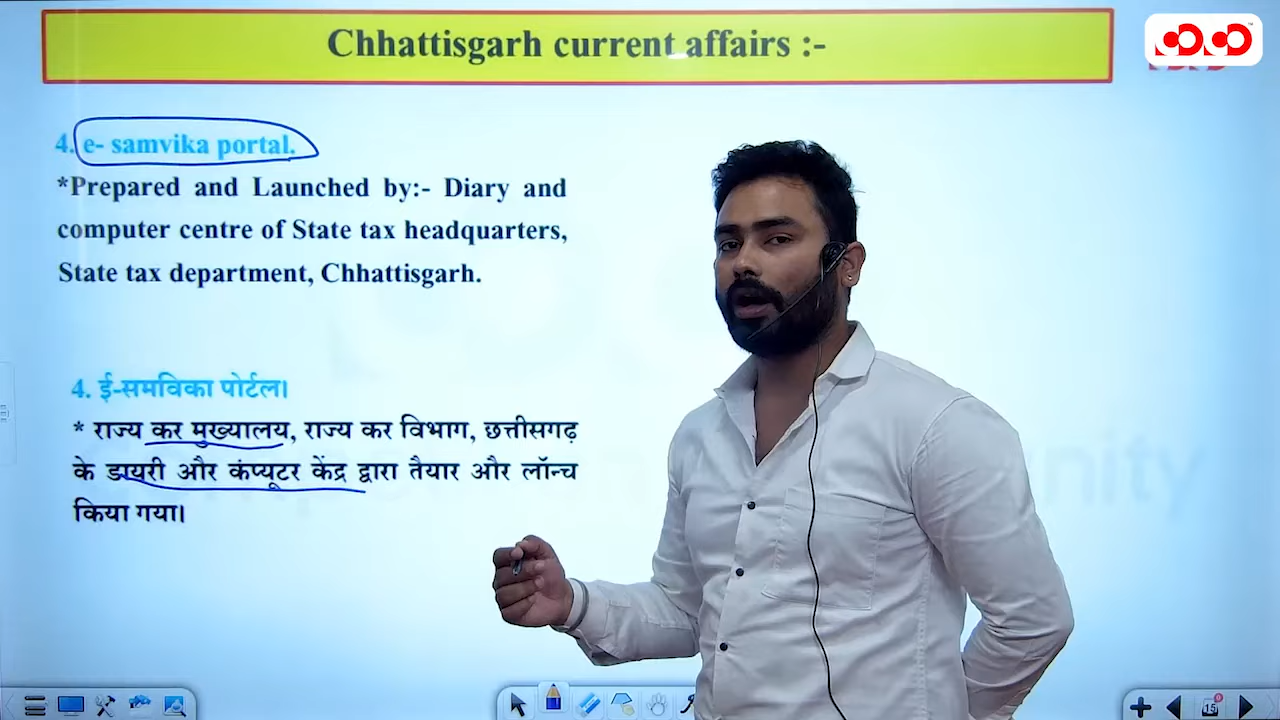 Chhattisgarh current affairs :-
4. e- samvika portal.
*Prepared and Launched by:- Diary and
computer centre of State tax headquarters,
State tax department, Chhattisgarh.
4. ई-समविका पोर्टल।
* राज्य कर मुख्यालय, राज्य कर विभाग, छत्तीसगढ़
के डायरी और कंप्यूटर केंद्र द्वारा तैयार और लॉन्च
किया गया।
15